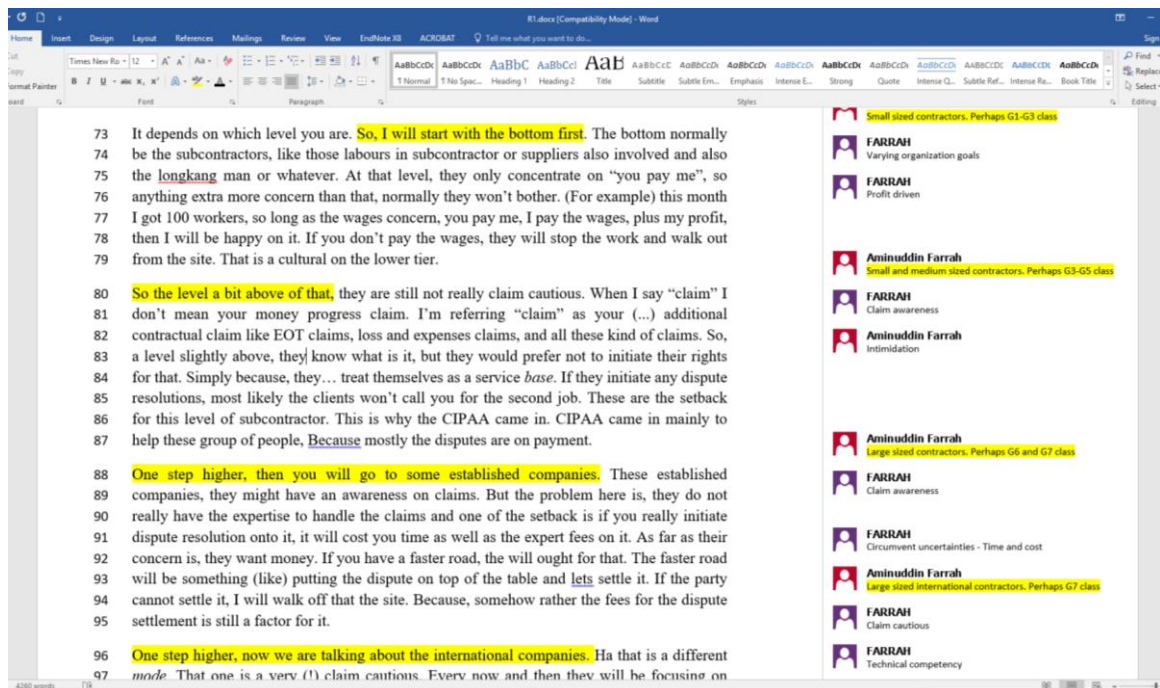 R1.docx [Compatibility Mode] - Word
Home Insert Design Layout References Mailings Review View EndNote X8 ACROBAT Tell me what you want to do...
Sign
Times New Ro 12 Aa
Find
Replace
Select
Format Painter
B I U abc x₂ x² A
AaBbCcDc AaBbCcDc AaBbC AaBbCcI AaB AaBbCcC AaBbCcDc AaBbCcDc AaBbCcDc AaBbCcDc AaBbCcDc AaBbCcDc AABBCCDC AABBCCDC AaBbCcDc
¶ Normal ¶ No Spac... Heading 1 Heading 2 Title Subtitle Subtle Em... Emphasis Intense E... Strong Quote Intense Q... Subtle Ref... Intense Re... Book Title
Font Paragraph Styles Editing
73 It depends on which level you are. So, I will start with the bottom first. The bottom normally
74 be the subcontractors, like those labours in subcontractor or suppliers also involved and also
75 the longkang man or whatever. At that level, they only concentrate on “you pay me”, so
76 anything extra more concern than that, normally they won’t bother. (For example) this month
77 I got 100 workers, so long as the wages concern, you pay me, I pay the wages, plus my profit,
78 then I will be happy on it. If you don’t pay the wages, they will stop the work and walk out
79 from the site. That is a cultural on the lower tier.
80 So the level a bit above of that, they are still not really claim cautious. When I say “claim” I
81 don’t mean your money progress claim. I’m referring “claim” as your (...) additional
82 contractual claim like EOT claims, loss and expenses claims, and all these kind of claims. So,
83 a level slightly above, they know what is it, but they would prefer not to initiate their rights
84 for that. Simply because, they… treat themselves as a service base. If they initiate any dispute
85 resolutions, most likely the clients won’t call you for the second job. These are the setback
86 for this level of subcontractor. This is why the CIPAA came in. CIPAA came in mainly to
87 help these group of people, Because mostly the disputes are on payment.
88 One step higher, then you will go to some established companies. These established
89 companies, they might have an awareness on claims. But the problem here is, they do not
90 really have the expertise to handle the claims and one of the setback is if you really initiate
91 dispute resolution onto it, it will cost you time as well as the expert fees on it. As far as their
92 concern is, they want money. If you have a faster road, the will ought for that. The faster road
93 will be something (like) putting the dispute on top of the table and lets settle it. If the party
94 cannot settle it, I will walk off that the site. Because, somehow rather the fees for the dispute
95 settlement is still a factor for it.
96 One step higher, now we are talking about the international companies. Ha that is a different
97 mode. That one is a very (!) claim cautious. Every now and then they will be focusing on
Small sized contractors. Perhaps G1-G3 class
FARRAH
Varying organization goals
FARRAH
Profit driven
Aminuddin Farrah
Small and medium sized contractors. Perhaps G3-G5 class
FARRAH
Claim awareness
Aminuddin Farrah
Intimidation
Aminuddin Farrah
Large sized contractors. Perhaps G6 and G7 class
FARRAH
Claim awareness
FARRAH
Circumvent uncertainties - Time and cost
Aminuddin Farrah
Large sized international contractors. Perhaps G7 class
FARRAH
Claim cautious
FARRAH
Technical competency
4260 words